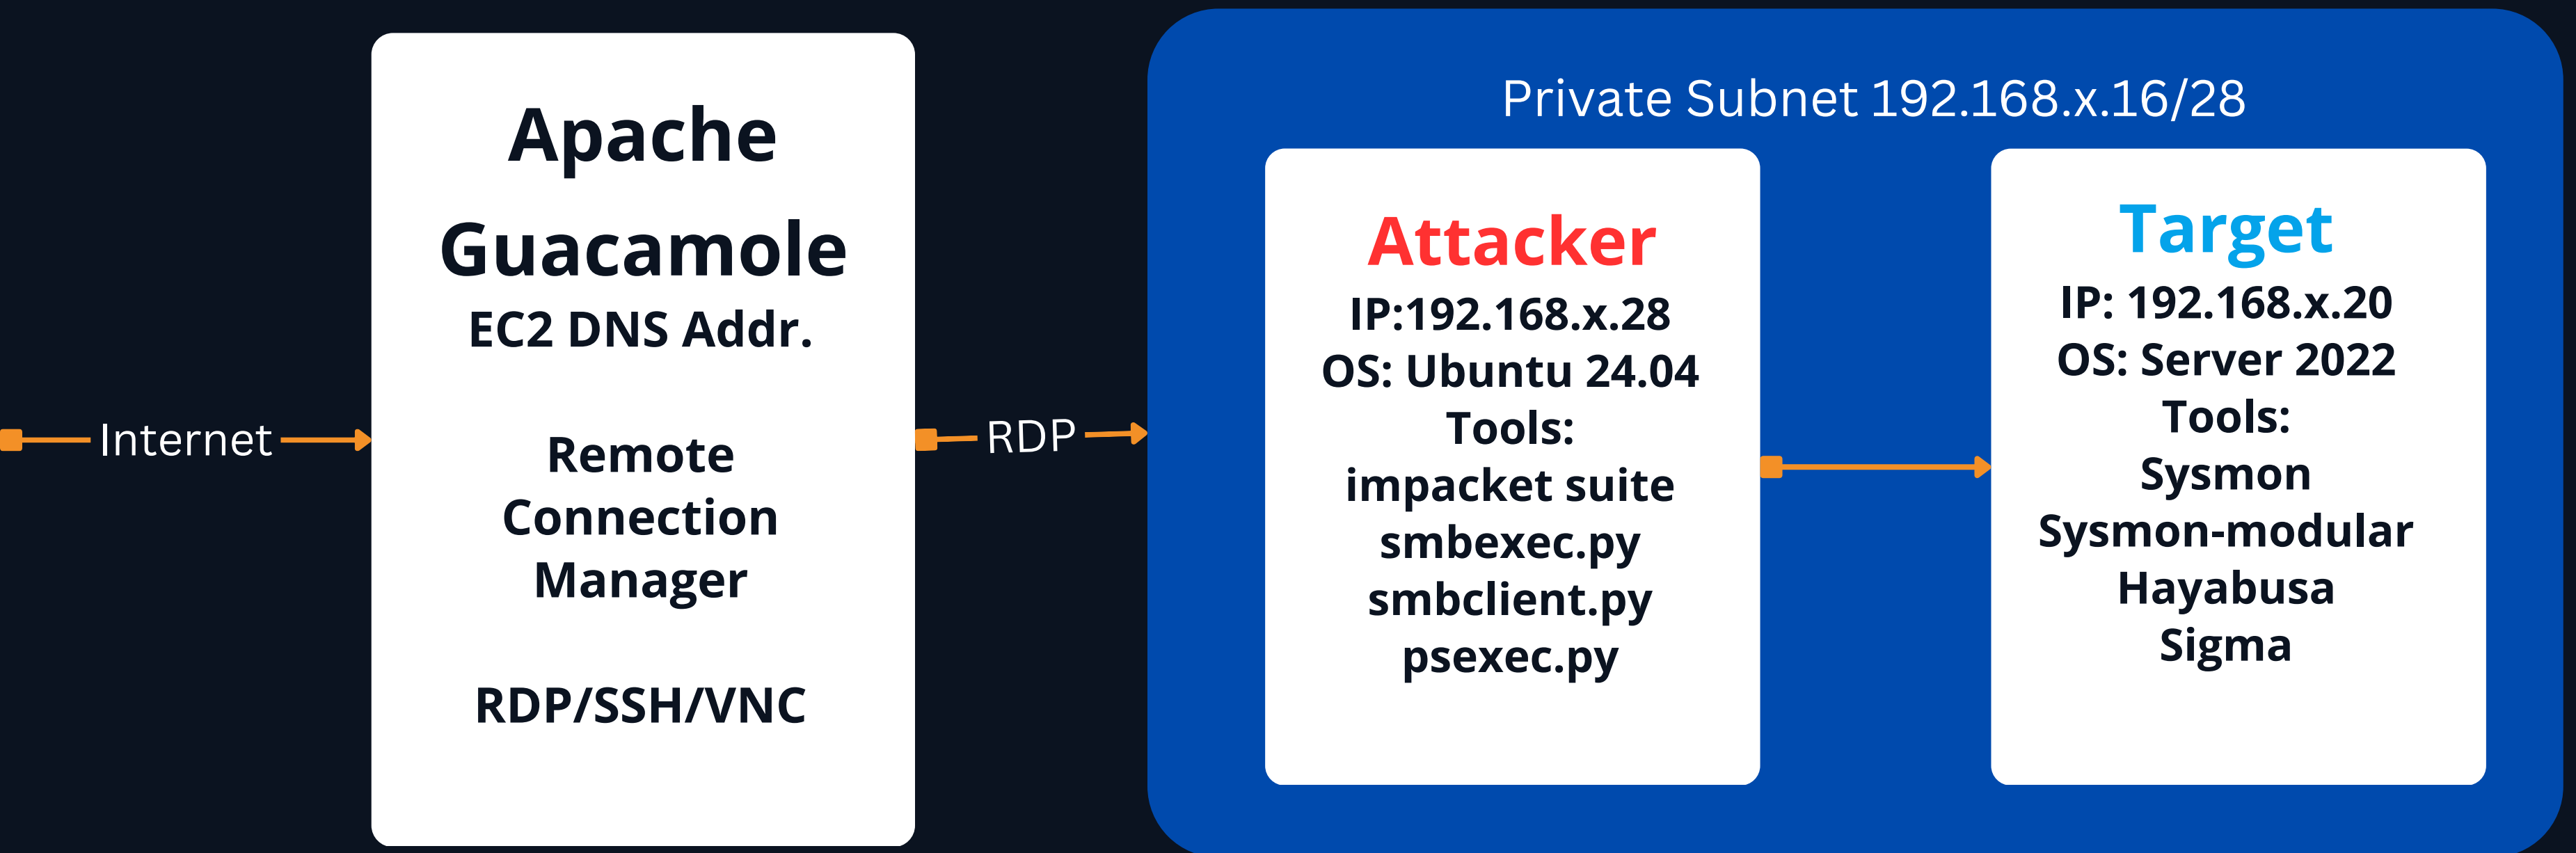 Internet
Apache
Guacamole
EC2 DNS Addr.
Remote
Connection
Manager
RDP/SSH/VNC
RDP
Private Subnet 192.168.x.16/28
Attacker
IP:192.168.x.28
OS: Ubuntu 24.04
Tools:
impacket suite
smbexec.py
smbclient.py
psexec.py
Target
IP: 192.168.x.20
OS: Server 2022
Tools:
Sysmon
Sysmon-modular
Hayabusa
Sigma